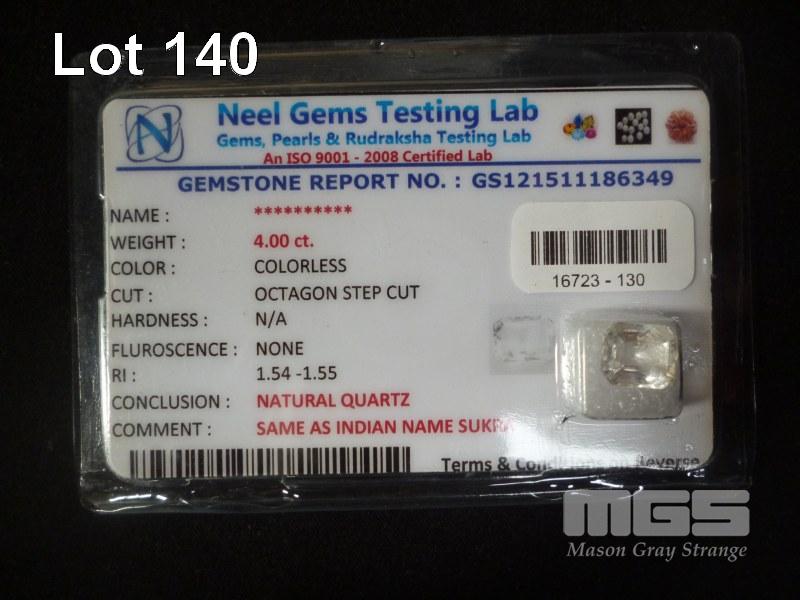 Lot 140
N
Neel Gems Testing Lab
Gems, Pearls & Rudraksha Testing Lab
An ISO 9001 - 2008 Certified Lab
GEMSTONE REPORT NO. : GS121511186349
NAME : **********
WEIGHT : 4.00 ct.
COLOR : COLORLESS
CUT : OCTAGON STEP CUT
HARDNESS : N/A
FLUROSCENCE : NONE
RI : 1.54 -1.55
CONCLUSION : NATURAL QUARTZ
COMMENT : SAME AS INDIAN NAME SUKRA
16723 - 130
Terms & Conditions on Reverse
MGS
Mason Gray Strange